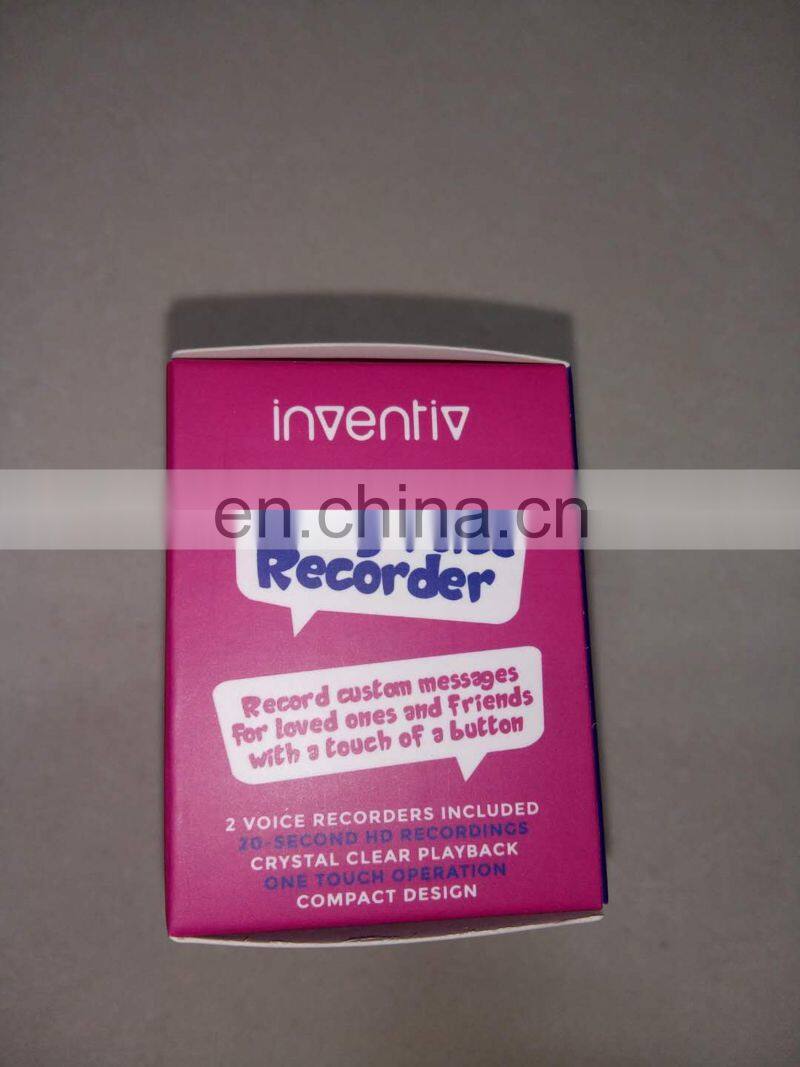 inventiv
en.china.cn
Recorder
Record custom messages
for loved ones and friends
with a touch of a button
2 VOICE RECORDERS INCLUDED
20-SECOND HD RECORDINGS
CRYSTAL CLEAR PLAYBACK
ONE TOUCH OPERATION
COMPACT DESIGN